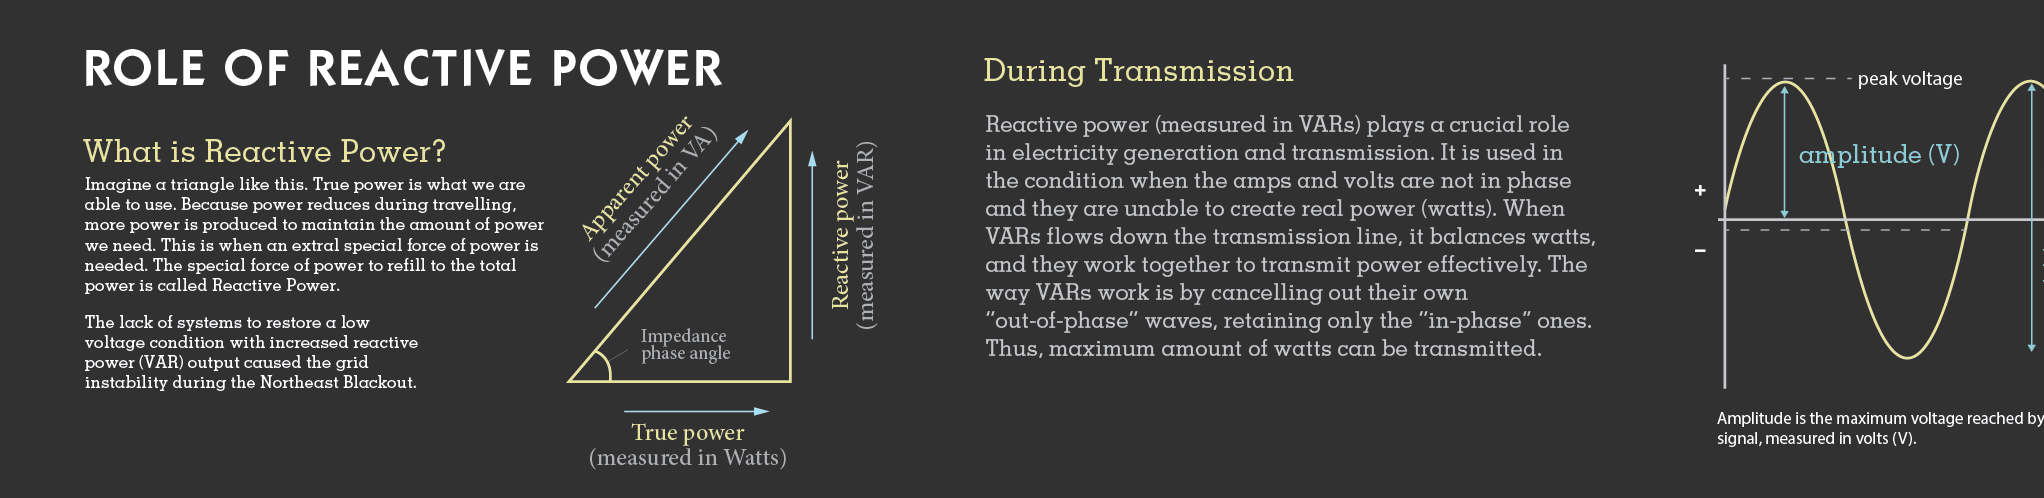 ROLE OF REACTIVE POWER
What is Reactive Power?
Imagine a triangle like this. True power is what we are
able to use. Because power reduces during travelling,
more power is produced to maintain the amount of power
we need. This is when an extral special force of power is
needed. The special force of power to refill to the total
power is called Reactive Power.
The lack of systems to restore a low
voltage condition with increased reactive
power (VAR) output caused the grid
instability during the Northeast Blackout.
Apparent power
(measured in VA)
Reactive power
(measured in VAR)
Impedance
phase angle
True power
(measured in Watts)
During Transmission
Reactive power (measured in VARs) plays a crucial role
in electricity generation and transmission. It is used in
the condition when the amps and volts are not in phase
and they are unable to create real power (watts). When
VARs flows down the transmission line, it balances watts,
and they work together to transmit power effectively. The
way VARs work is by cancelling out their own
“out-of-phase” waves, retaining only the “in-phase” ones.
Thus, maximum amount of watts can be transmitted.
peak voltage
amplitude (V)
+
–
Amplitude is the maximum voltage reached by
signal, measured in volts (V).